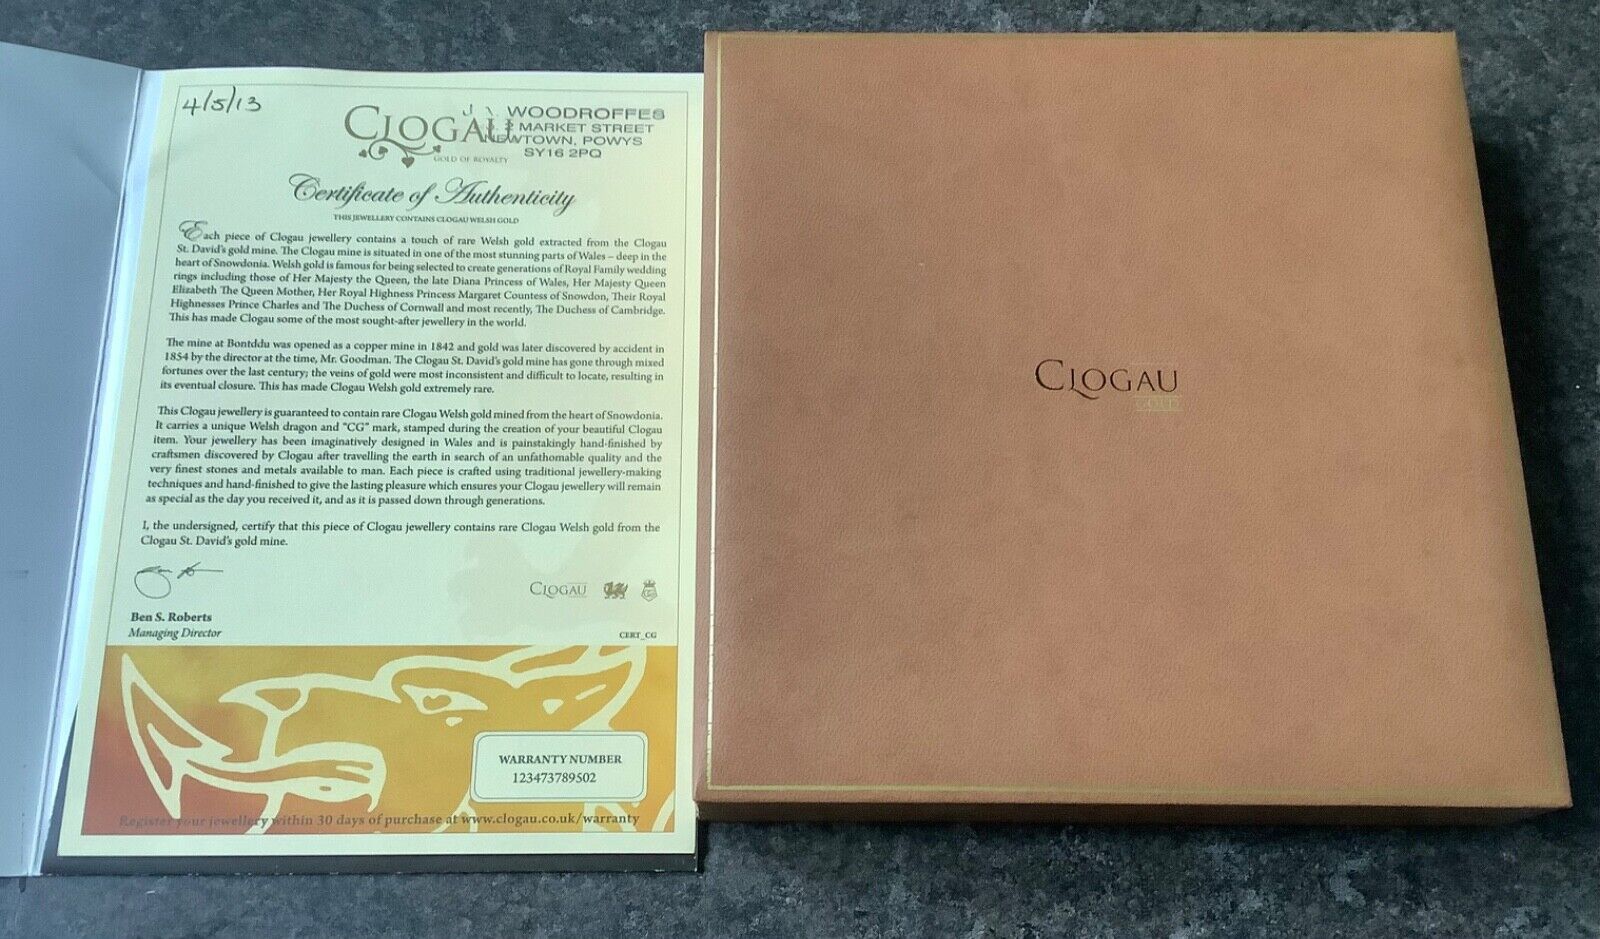 4/5/13
WOODROFFES
MARKET STREET
NEWTOWN, POWYS
SY16 2PQ
CLOGAU
GOLD OF ROYALTY
Certificate of Authenticity
THIS JEWELLERY CONTAINS CLOGAU WELSH GOLD
Each piece of Clogau jewellery contains a touch of rare Welsh gold extracted from the Clogau
St. David's gold mine. The Clogau mine is situated in one of the most stunning parts of Wales – deep in the
heart of Snowdonia. Welsh gold is famous for being selected to create generations of Royal Family wedding
rings including those of Her Majesty the Queen, the late Diana Princess of Wales, Her Majesty Queen
Elizabeth The Queen Mother, Her Royal Highness Princess Margaret Countess of Snowdon, Their Royal
Highnesses Prince Charles and The Duchess of Cornwall and most recently, The Duchess of Cambridge.
This has made Clogau some of the most sought-after jewellery in the world.
The mine at Bontddu was opened as a copper mine in 1842 and gold was later discovered by accident in
1854 by the director at the time, Mr. Goodman. The Clogau St. David's gold mine has gone through mixed
fortunes over the last century; the veins of gold were most inconsistent and difficult to locate, resulting in
its eventual closure. This has made Clogau Welsh gold extremely rare.
This Clogau jewellery is guaranteed to contain rare Clogau Welsh gold mined from the heart of Snowdonia.
It carries a unique Welsh dragon and "CG" mark, stamped during the creation of your beautiful Clogau
item. Your jewellery has been imaginatively designed in Wales and is painstakingly hand-finished by
craftsmen discovered by Clogau after travelling the earth in search of an unfathomable quality and the
very finest stones and metals available to man. Each piece is crafted using traditional jewellery-making
techniques and hand-finished to give the lasting pleasure which ensures your Clogau jewellery will remain
as special as the day you received it, and as it is passed down through generations.
I, the undersigned, certify that this piece of Clogau jewellery contains rare Clogau Welsh gold from the
Clogau St. David's gold mine.
CLOGAU
Ben S. Roberts
Managing Director
CERT_CG
WARRANTY NUMBER
123473789502
Register your jewellery within 30 days of purchase at www.clogau.co.uk/warranty
CLOGAU
GOLD